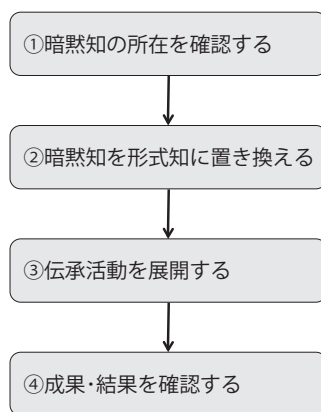 ①暗黙知の所在を確認する
②暗黙知を形式知に置き換える
③伝承活動を展開する
④成果・結果を確認する